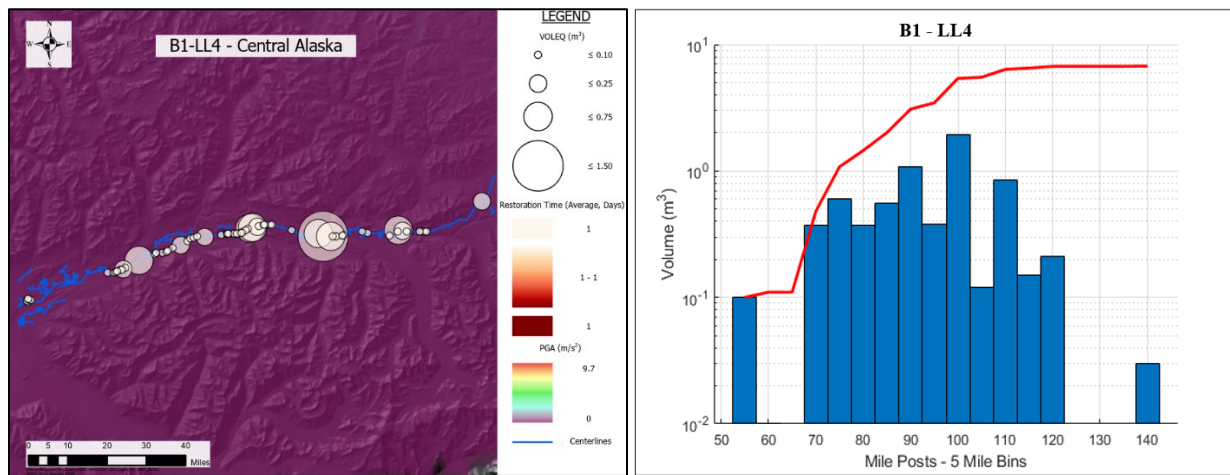 N
W E
S
B1-LL4 - Central Alaska
0 5 10 20 30 40
Miles
LEGEND
VOLEQ (m³)
≤ 0.10
≤ 0.25
≤ 0.75
≤ 1.50
Restoration Time (Average, Days)
1
1 - 1
1
PGA (m/s²)
9.7
0
Centerlines
B1 - LL4
Volume (m³)
10¹
10⁰
10⁻¹
10⁻²
50 60 70 80 90 100 110 120 130 140
Mile Posts - 5 Mile Bins